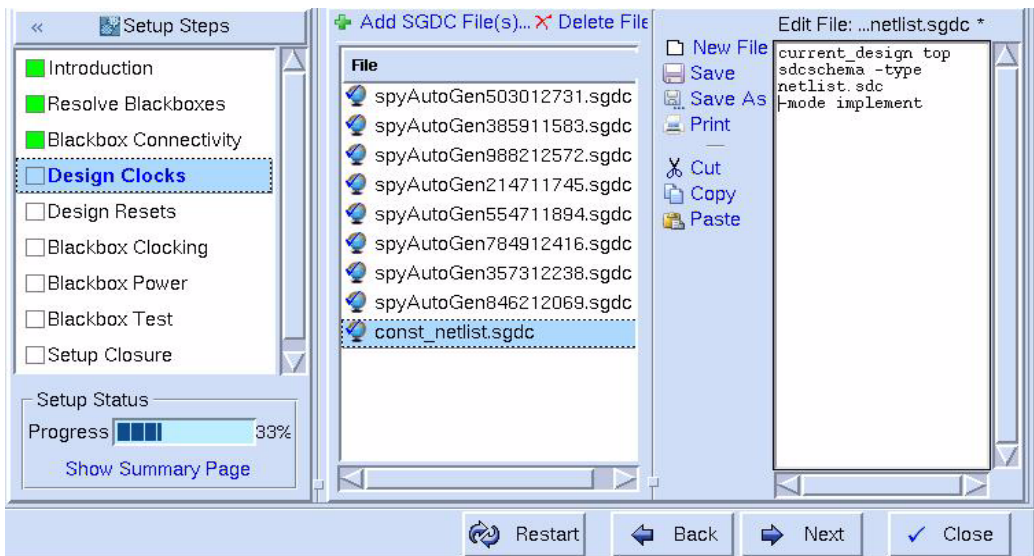 «
Setup Steps
Introduction
Resolve Blackboxes
Blackbox Connectivity
Design Clocks
Design Resets
Blackbox Clocking
Blackbox Power
Blackbox Test
Setup Closure
Setup Status
Progress 33%
Show Summary Page
Add SGDC File(s)... Delete File
File
spyAutoGen503012731.sgdc
spyAutoGen385911583.sgdc
spyAutoGen988212572.sgdc
spyAutoGen214711745.sgdc
spyAutoGen554711894.sgdc
spyAutoGen784912416.sgdc
spyAutoGen357312238.sgdc
spyAutoGen846212069.sgdc
const_netlist.sgdc
New File
Save
Save As
Print
Cut
Copy
Paste
Edit File: ...netlist.sgdc *
current_design top
sdcschema -type
netlist.sdc
-mode implement
Restart
Back
Next
Close